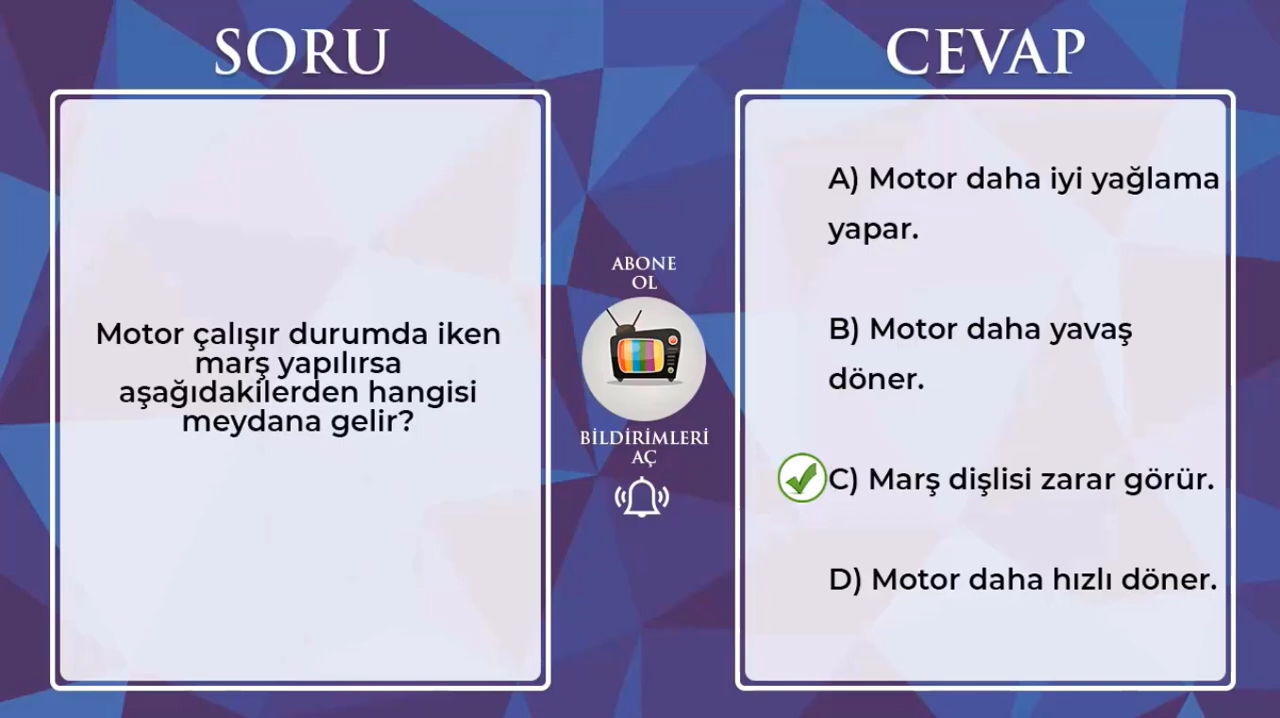 SORU
Motor çalışır durumda iken
marş yapılırsa
aşağıdakilerden hangisi
meydana gelir?
ABONE
OL
BİLDİRİMLERİ
AÇ
CEVAP
A) Motor daha iyi yağlama
yapar.
B) Motor daha yavaş
döner.
C) Marş dişlisi zarar görür.
D) Motor daha hızlı döner.